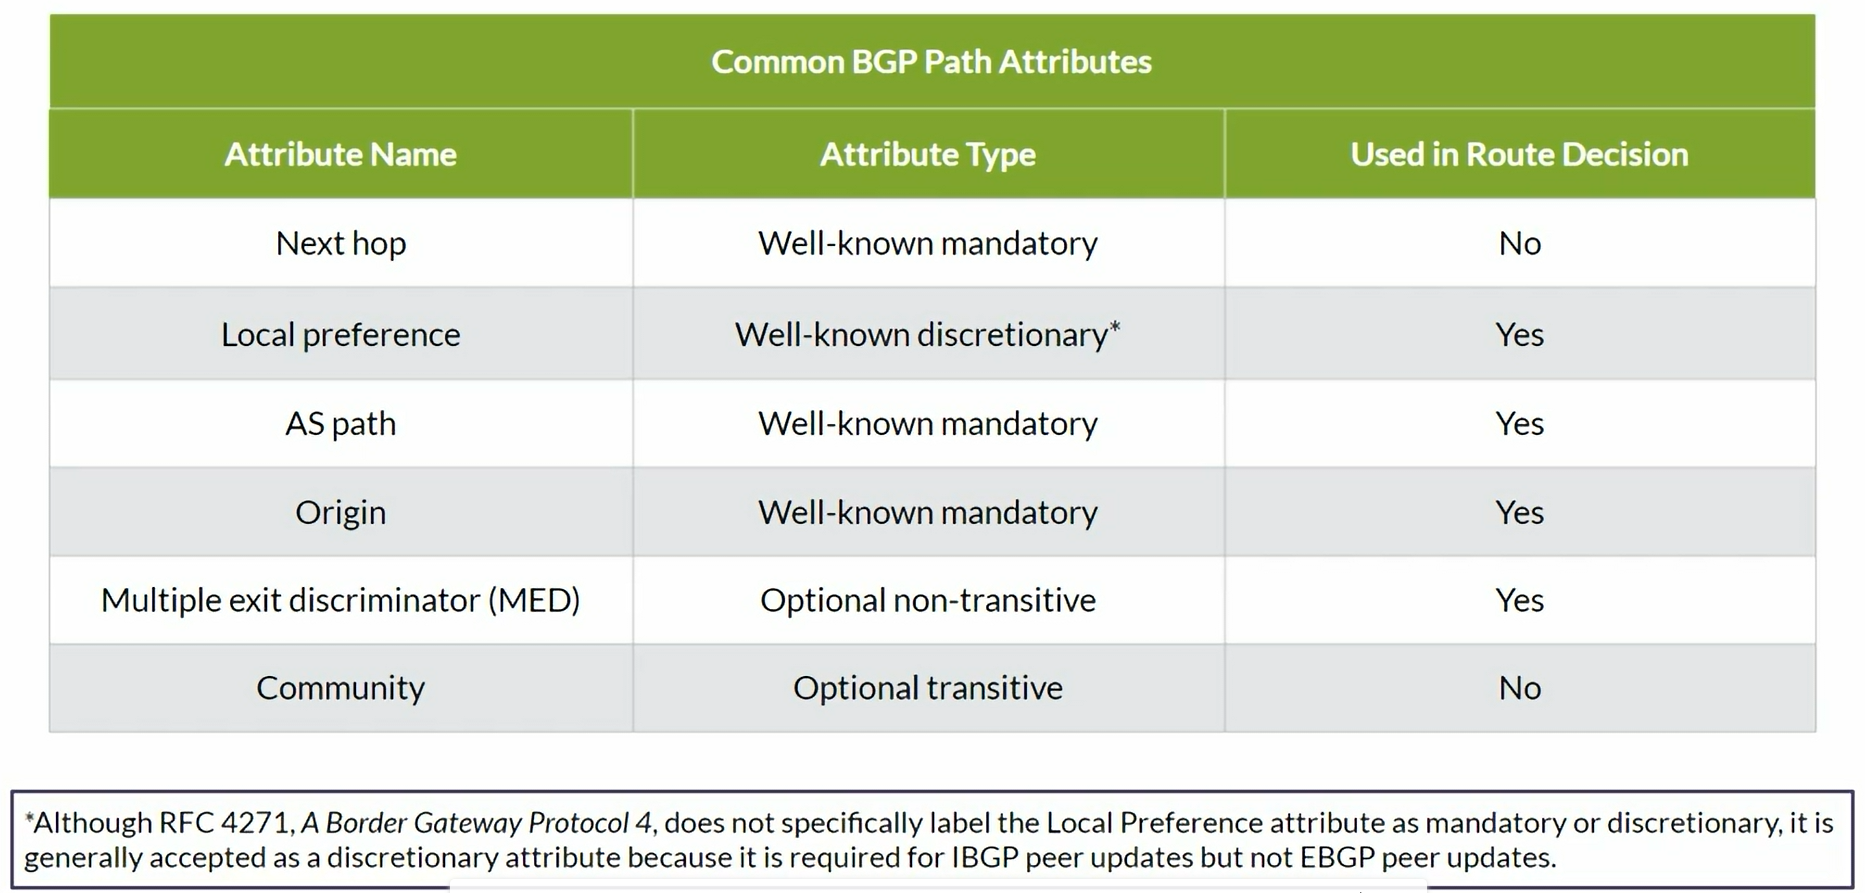 Common BGP Path Attributes
Attribute Name Attribute Type Used in Route Decision
Next hop Well-known mandatory No
Local preference Well-known discretionary* Yes
AS path Well-known mandatory Yes
Origin Well-known mandatory Yes
Multiple exit discriminator (MED) Optional non-transitive Yes
Community Optional transitive No
*Although RFC 4271, A Border Gateway Protocol 4, does not specifically label the Local Preference attribute as mandatory or discretionary, it is
generally accepted as a discretionary attribute because it is required for IBGP peer updates but not EBGP peer updates.